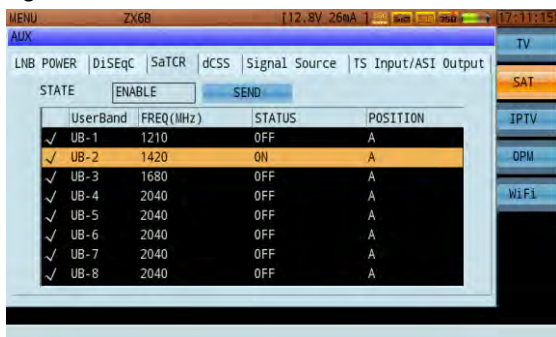 MENU ZX6B [12.8V 26mA ] 17:11:15
AUX
TV
LNB POWER DiSEqC SaTCR dCSS Signal Source TS Input/ASI Output
SAT
STATE ENABLE SEND
UserBand FREQ(MHz) STATUS POSITION
IPTV
✓ UB-1 1210 OFF A
✓ UB-2 1420 ON A
OPM
✓ UB-3 1680 OFF A
✓ UB-4 2040 OFF A
WiFi
✓ UB-5 2040 OFF A
✓ UB-6 2040 OFF A
✓ UB-7 2040 OFF A
✓ UB-8 2040 OFF A